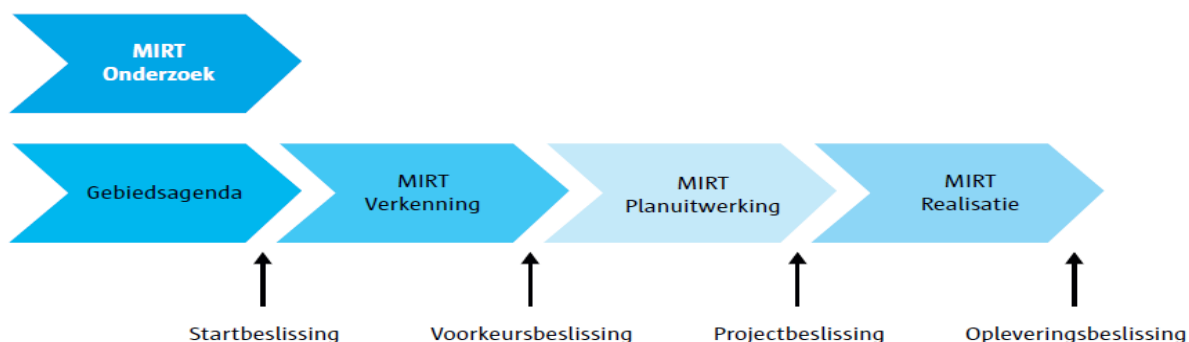 MIRT
Onderzoek
Gebiedsagenda
MIRT
Verkenning
MIRT
Planuitwerking
MIRT
Realisatie
Startbeslissing
Voorkeursbeslissing
Projectbeslissing
Opleveringsbeslissing